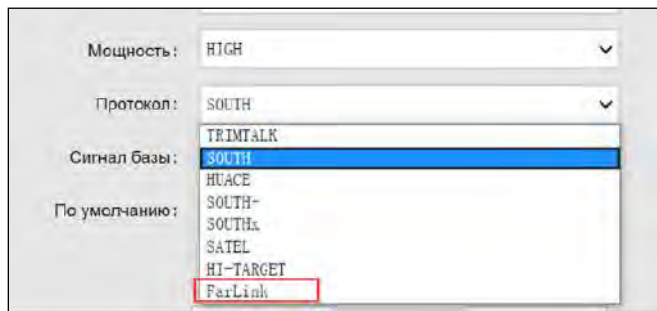 Мощность: HIGH
Протокол: SOUTH
TRIMTALK
Сигнал базы: SOUTH
HUACE
По умолчанию: SOUTH-
SOUTHx
SATEL
HI-TARGET
FarLink